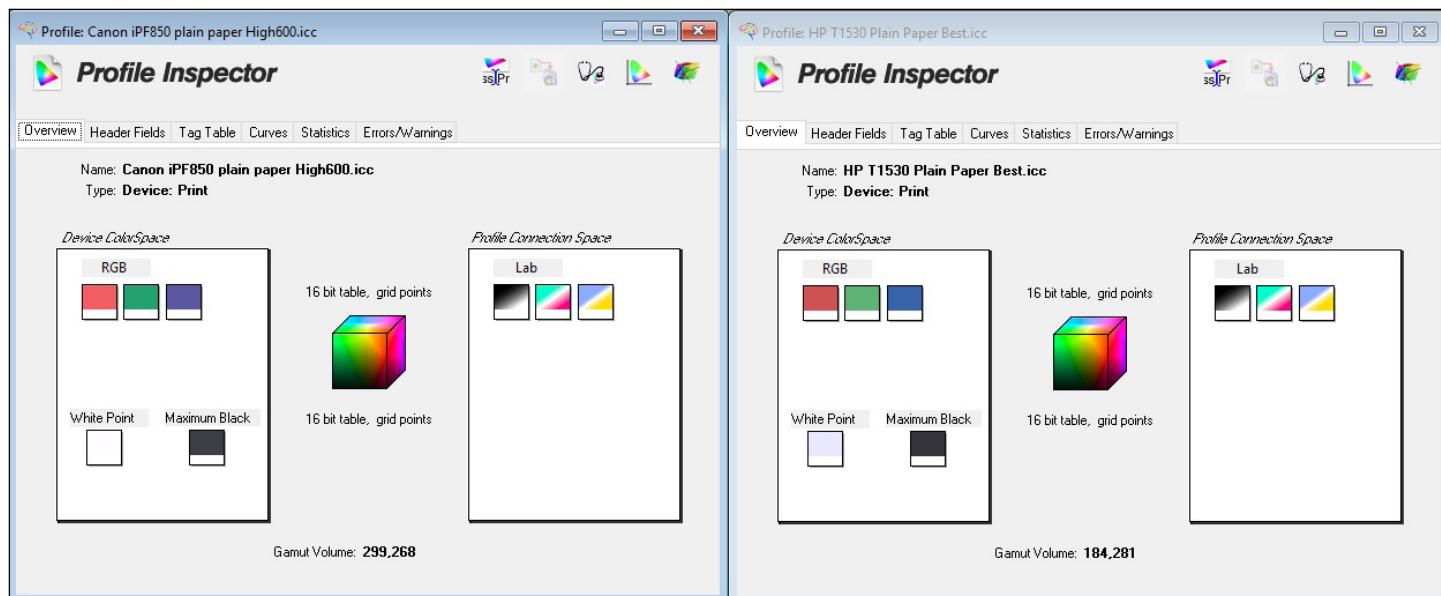 Profile: Canon iPF850 plain paper High600.icc
Profile Inspector
ss Pr
Overview Header Fields Tag Table Curves Statistics Errors/Warnings
Name: Canon iPF850 plain paper High600.icc
Type: Device: Print
Device ColorSpace
Profile Connection Space
RGB
Lab
16 bit table, grid points
16 bit table, grid points
White Point
Maximum Black
Gamut Volume: 299,268
Profile: HP T1530 Plain Paper Best.icc
Profile Inspector
ss Pr
Overview Header Fields Tag Table Curves Statistics Errors/Warnings
Name: HP T1530 Plain Paper Best.icc
Type: Device: Print
Device ColorSpace
Profile Connection Space
RGB
Lab
16 bit table, grid points
16 bit table, grid points
White Point
Maximum Black
Gamut Volume: 184,281